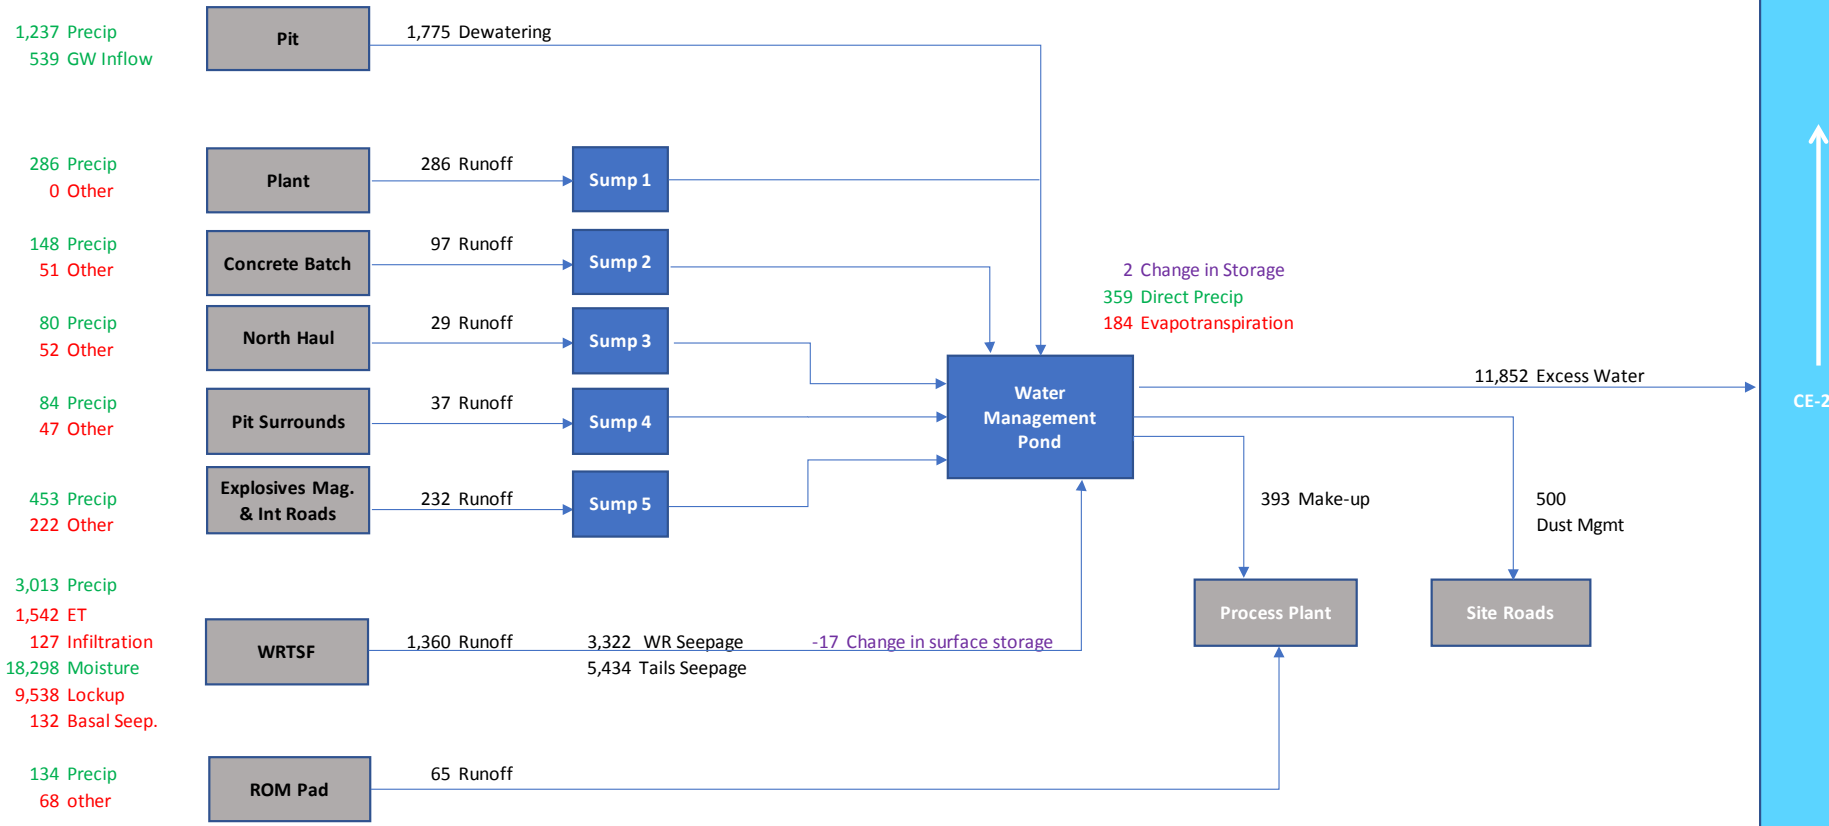 1,237 Precip
539 GW Inflow
Pit
1,775 Dewatering
286 Precip
0 Other
Plant
286 Runoff
Sump 1
148 Precip
51 Other
Concrete Batch
97 Runoff
Sump 2
80 Precip
52 Other
North Haul
29 Runoff
Sump 3
84 Precip
47 Other
Pit Surrounds
37 Runoff
Sump 4
453 Precip
222 Other
Explosives Mag.
& Int Roads
232 Runoff
Sump 5
2 Change in Storage
359 Direct Precip
184 Evapotranspiration
Water
Management
Pond
11,852 Excess Water
CE-2
393 Make-up
500
Dust Mgmt
Process Plant
Site Roads
3,013 Precip
1,542 ET
127 Infiltration
18,298 Moisture
9,538 Lockup
132 Basal Seep.
WRTSF
1,360 Runoff
3,322 WR Seepage
5,434 Tails Seepage
-17 Change in surface storage
134 Precip
68 other
ROM Pad
65 Runoff